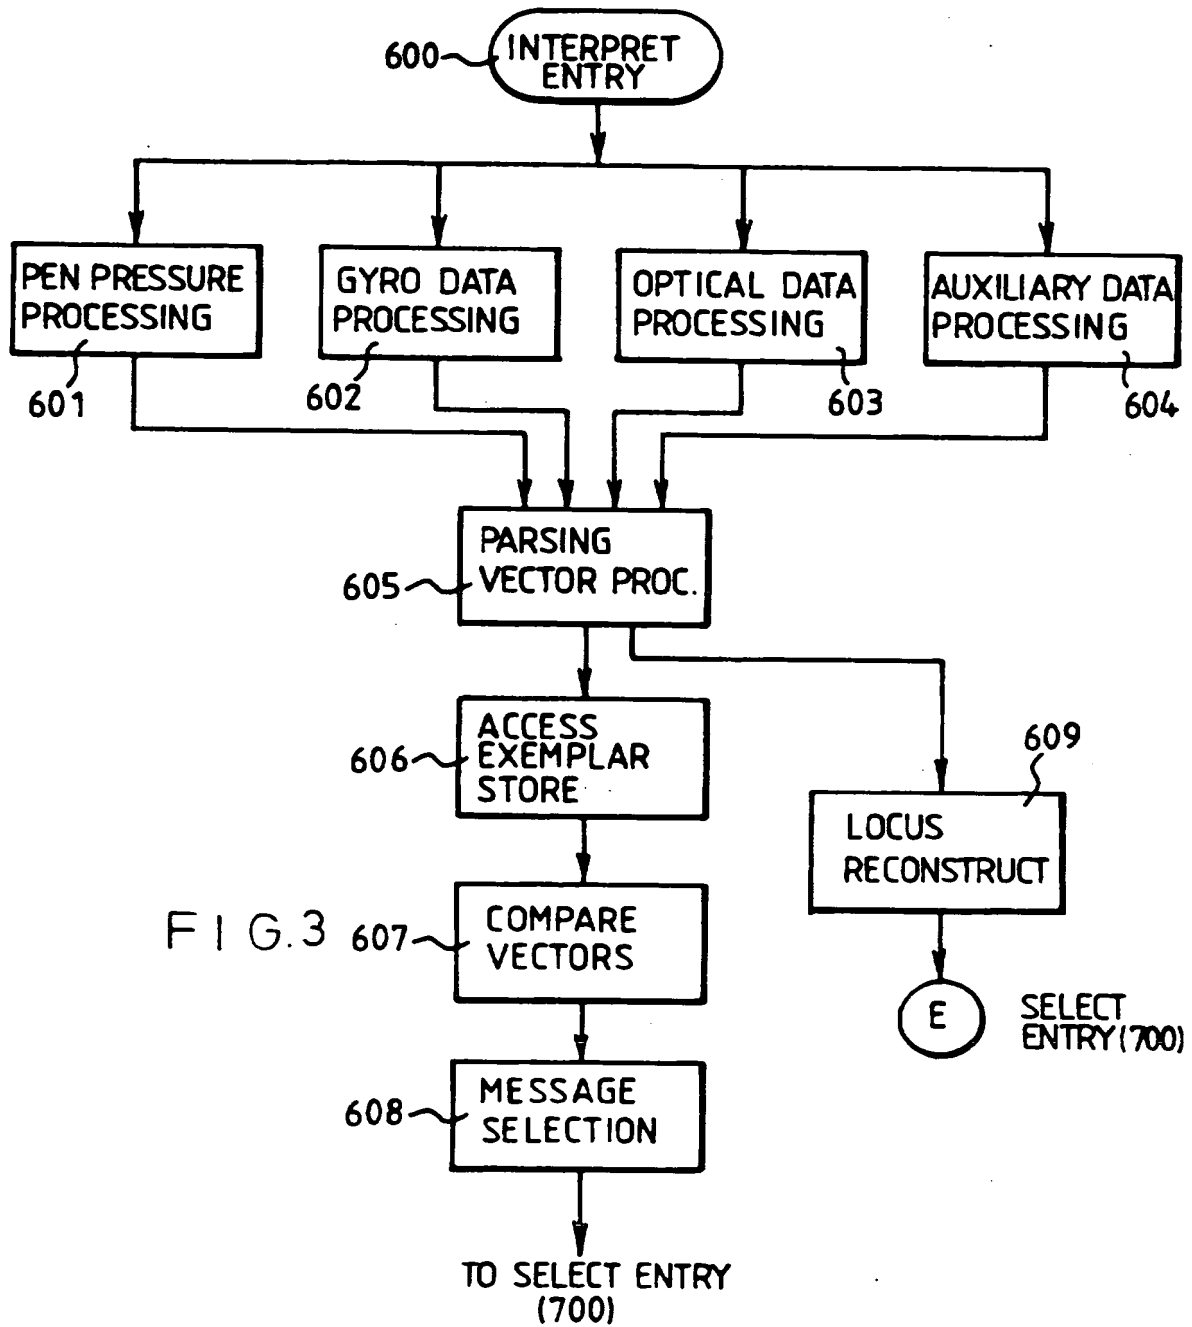 600
INTERPRET
ENTRY
PEN PRESSURE
PROCESSING
601
GYRO DATA
PROCESSING
602
OPTICAL DATA
PROCESSING
603
AUXILIARY DATA
PROCESSING
604
PARSING
VECTOR PROC.
605
ACCESS
EXEMPLAR
STORE
606
609
LOCUS
RECONSTRUCT
FIG.3
607
COMPARE
VECTORS
E
SELECT
ENTRY(700)
608
MESSAGE
SELECTION
TO SELECT ENTRY
(700)